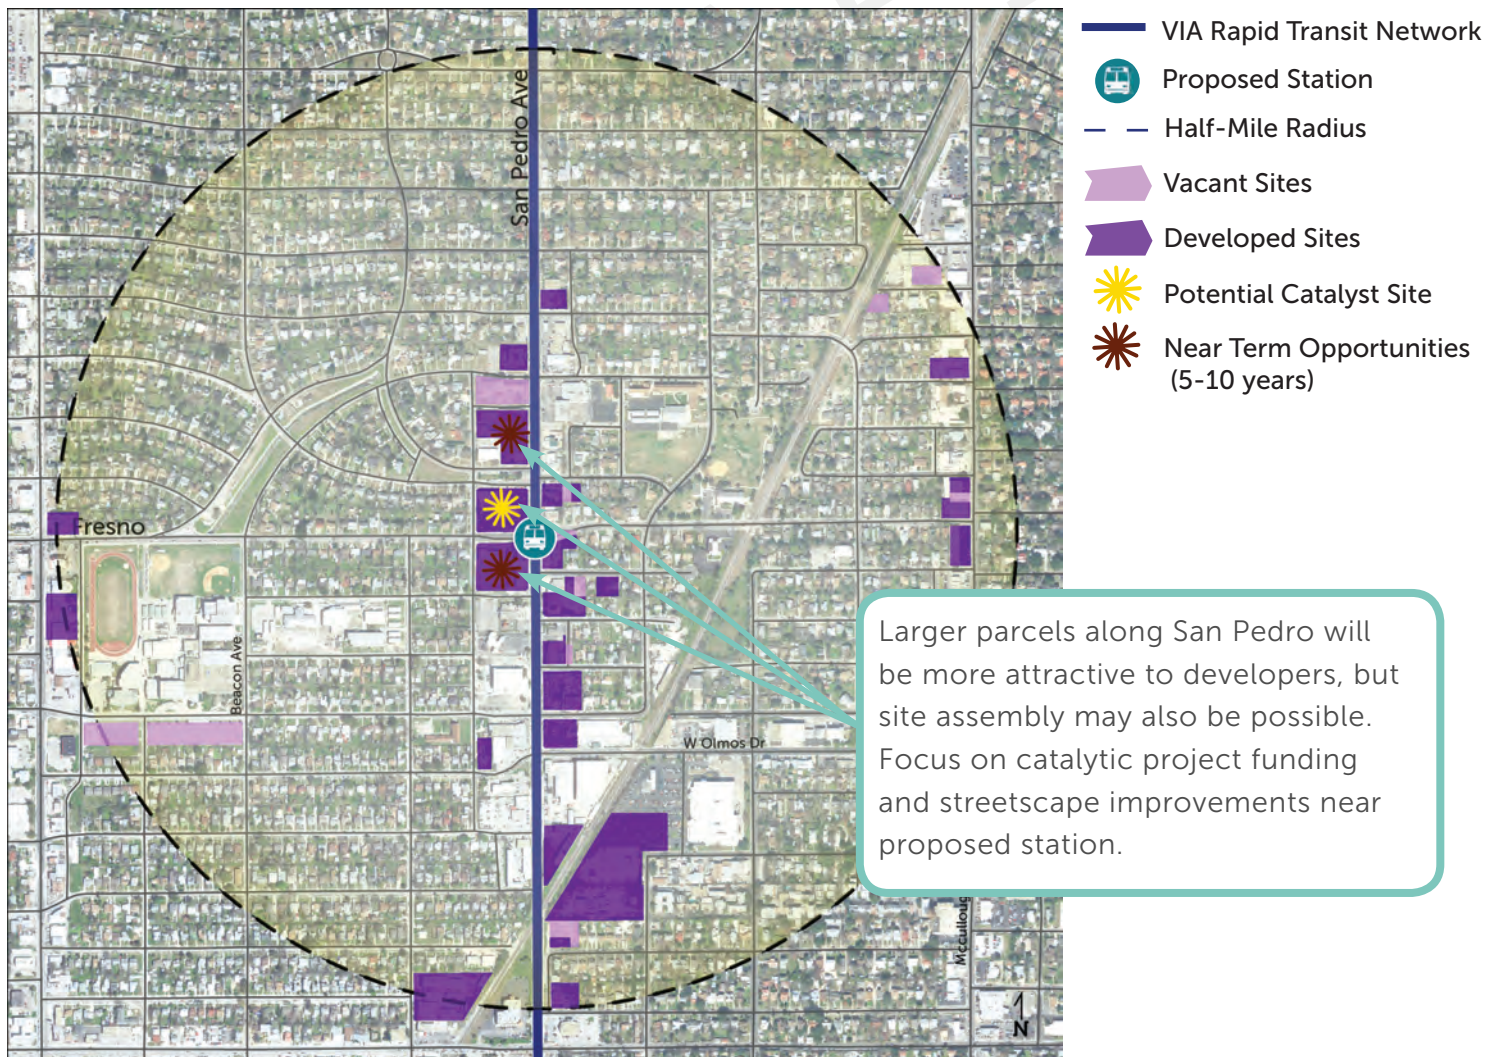 San Pedro Ave
Fresno
Beacon Ave
W Olmos Dr
N
VIA Rapid Transit Network
Proposed Station
Half-Mile Radius
Vacant Sites
Developed Sites
Potential Catalyst Site
Near Term Opportunities
(5-10 years)
Larger parcels along San Pedro will
be more attractive to developers, but
site assembly may also be possible.
Focus on catalytic project funding
and streetscape improvements near
proposed station.